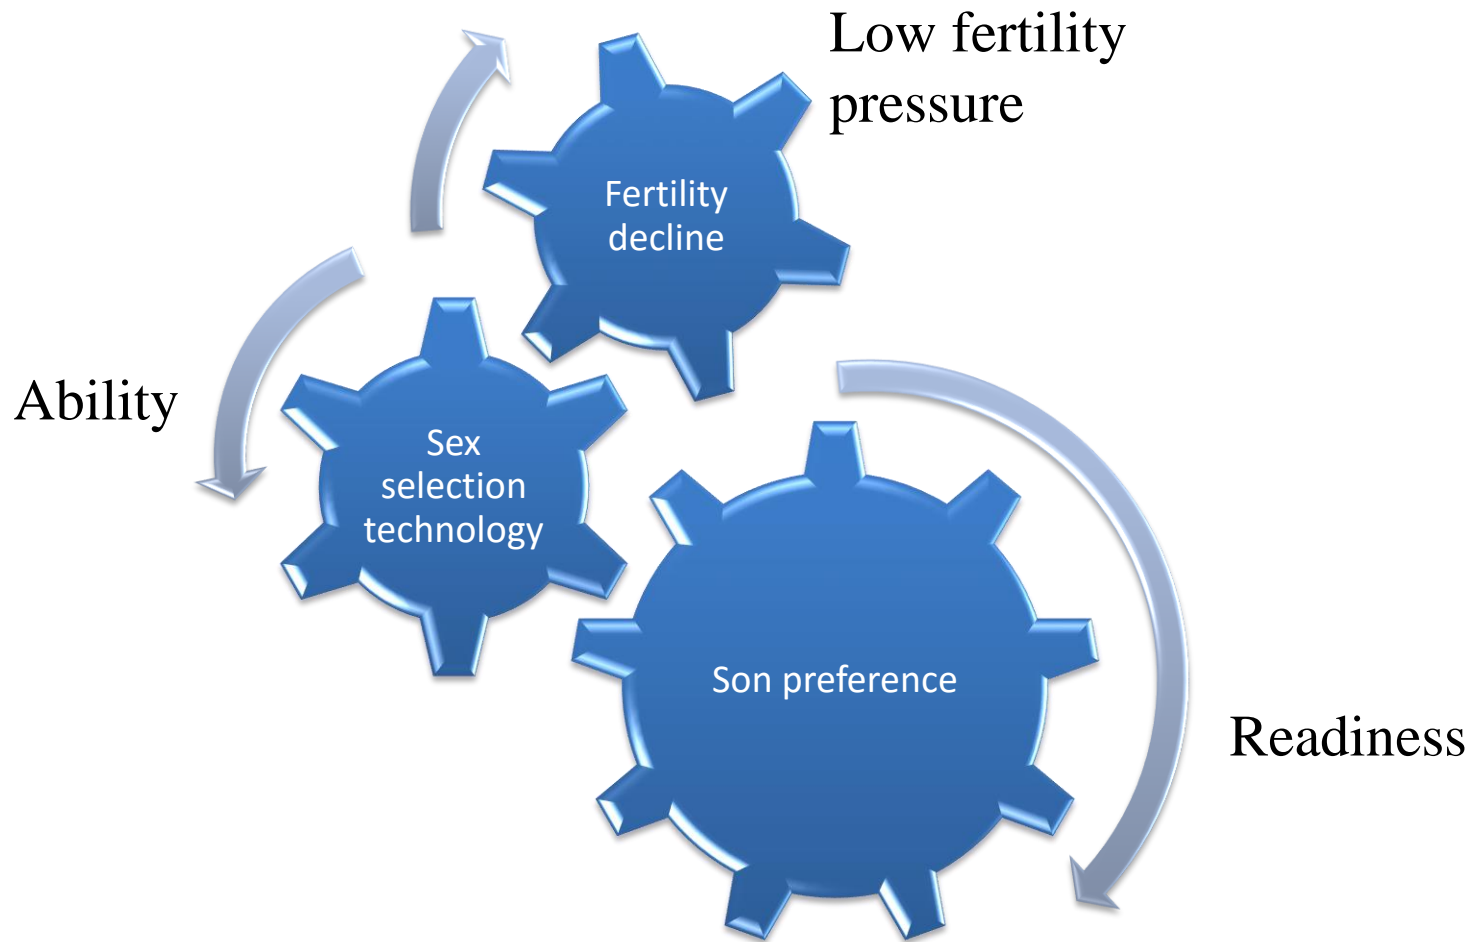 Low fertility
pressure
Fertility
decline
Ability
Sex
selection
technology
Son preference
Readiness